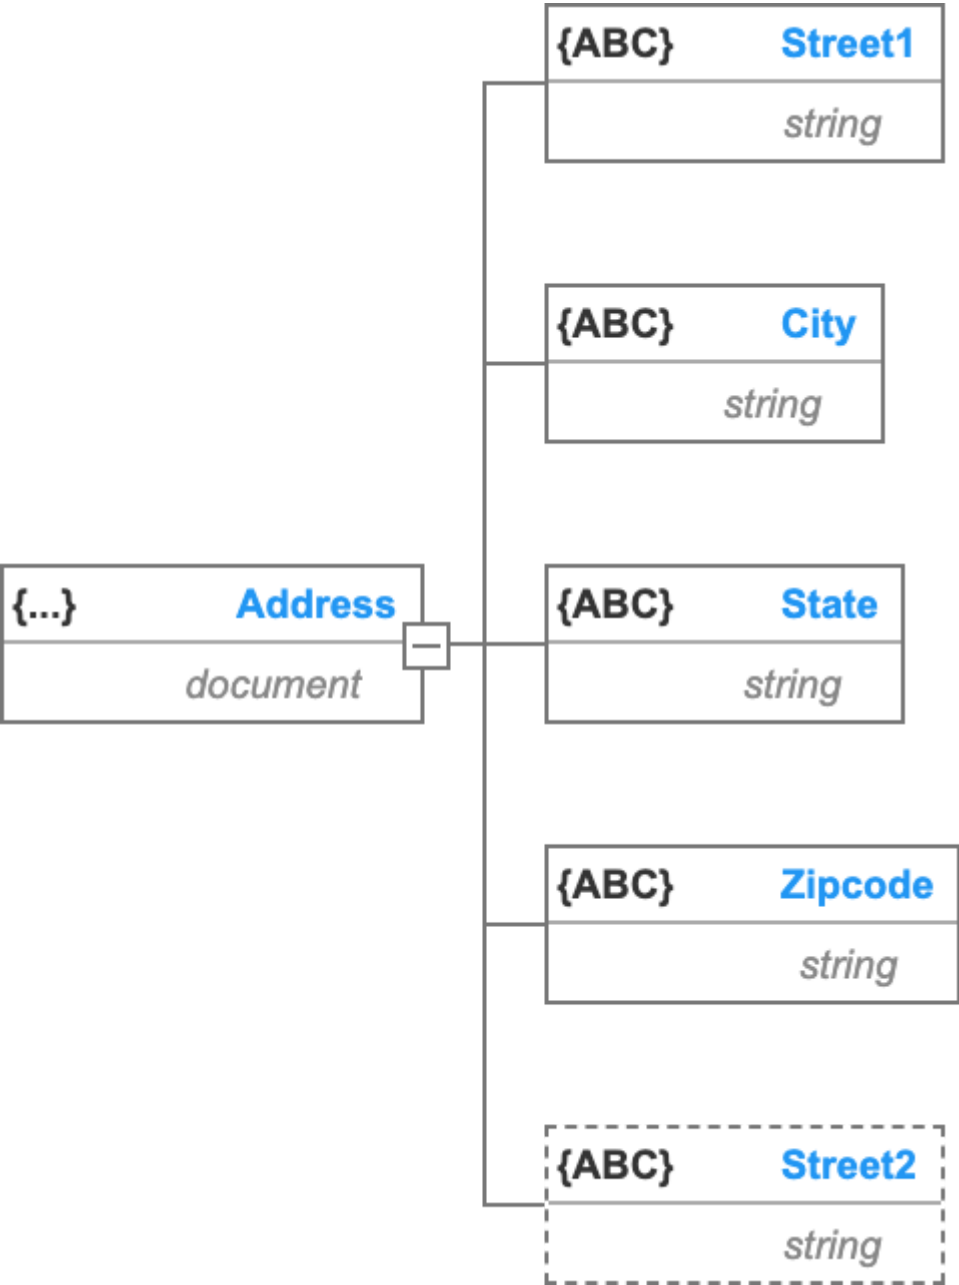 {ABC} Street1
string
{ABC} City
string
{...} Address
document
{ABC} State
string
{ABC} Zipcode
string
{ABC} Street2
string